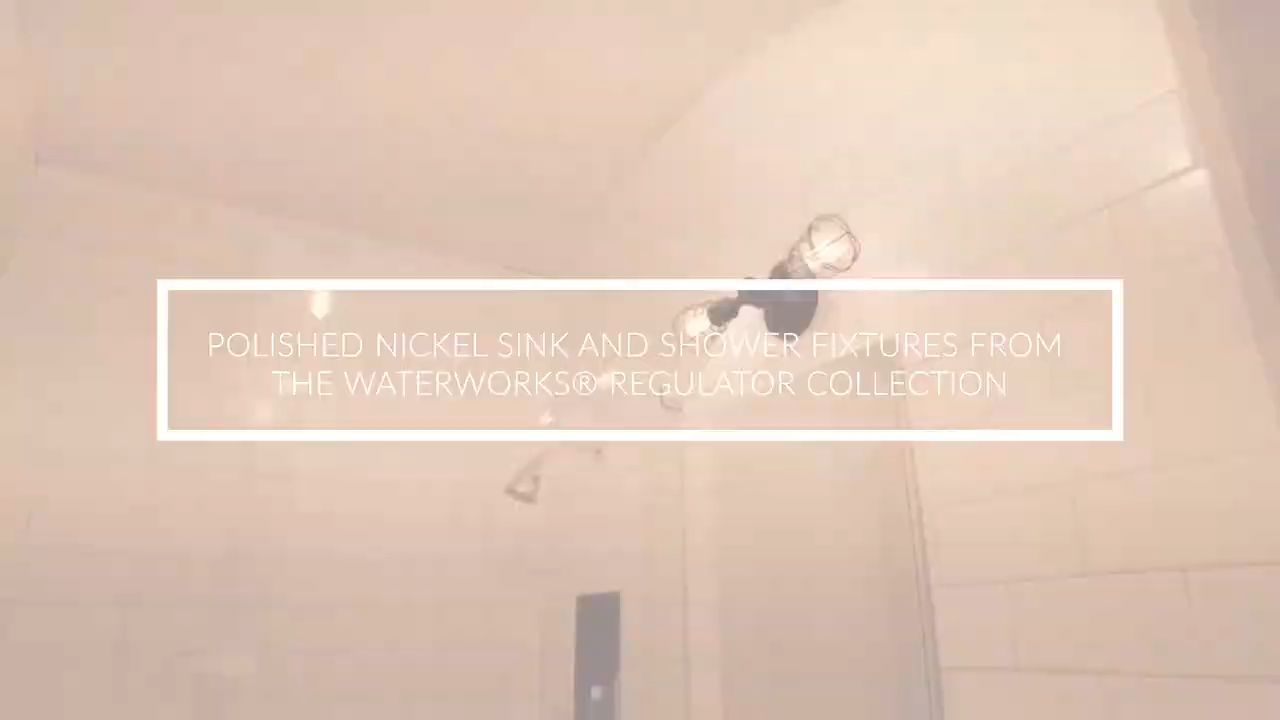 POLISHED NICKEL SINK AND SHOWER FIXTURES FROM
THE WATERWORKS® REGULATOR COLLECTION